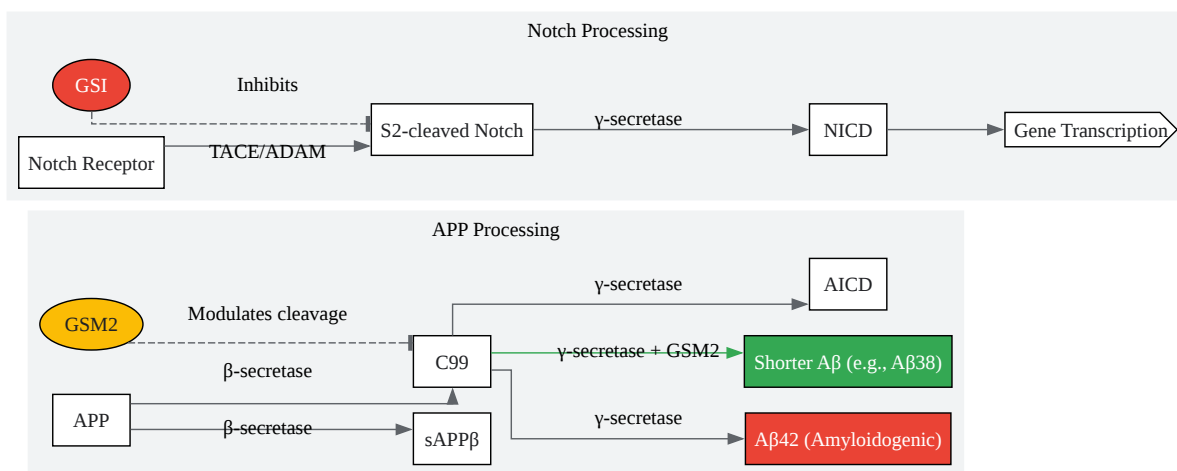 Notch Processing
GSI
Inhibits
Notch Receptor
TACE/ADAM
S2-cleaved Notch
γ-secretase
NICD
Gene Transcription
APP Processing
GSM2
Modulates cleavage
β-secretase
APP
β-secretase
C99
sAPPβ
γ-secretase
AICD
γ-secretase + GSM2
Shorter Aβ (e.g., Aβ38)
γ-secretase
Aβ42 (Amyloidogenic)